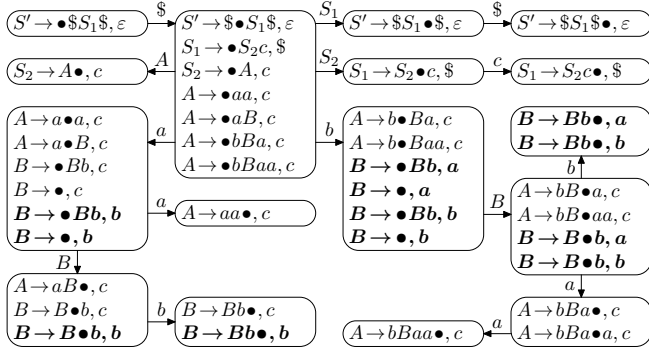 S′→●$S₁$, ε
$
S′→$●S₁$, ε
S₁→●S₂c, $
S₂→●A, c
A→●aa, c
A→●aB, c
A→●bBa, c
A→●bBaa, c
S₁
S′→$S₁●$, ε
$
S′→$S₁$●, ε
S₂→A●, c
A
S₂
S₁→S₂●c, $
c
S₁→S₂c●, $
A→a●a, c
A→a●B, c
B→●Bb, c
B→●, c
B→●Bb, b
B→●, b
a
b
A→b●Ba, c
A→b●Baa, c
B→●Bb, a
B→●, a
B→●Bb, b
B→●, b
B→Bb●, a
B→Bb●, b
b
a
A→aa●, c
B
A→bB●a, c
A→bB●aa, c
B→B●b, a
B→B●b, b
B
a
A→aB●, c
B→B●b, c
B→B●b, b
b
B→Bb●, c
B→Bb●, b
A→bBaa●, c
a
A→bBa●, c
A→bBa●a, c